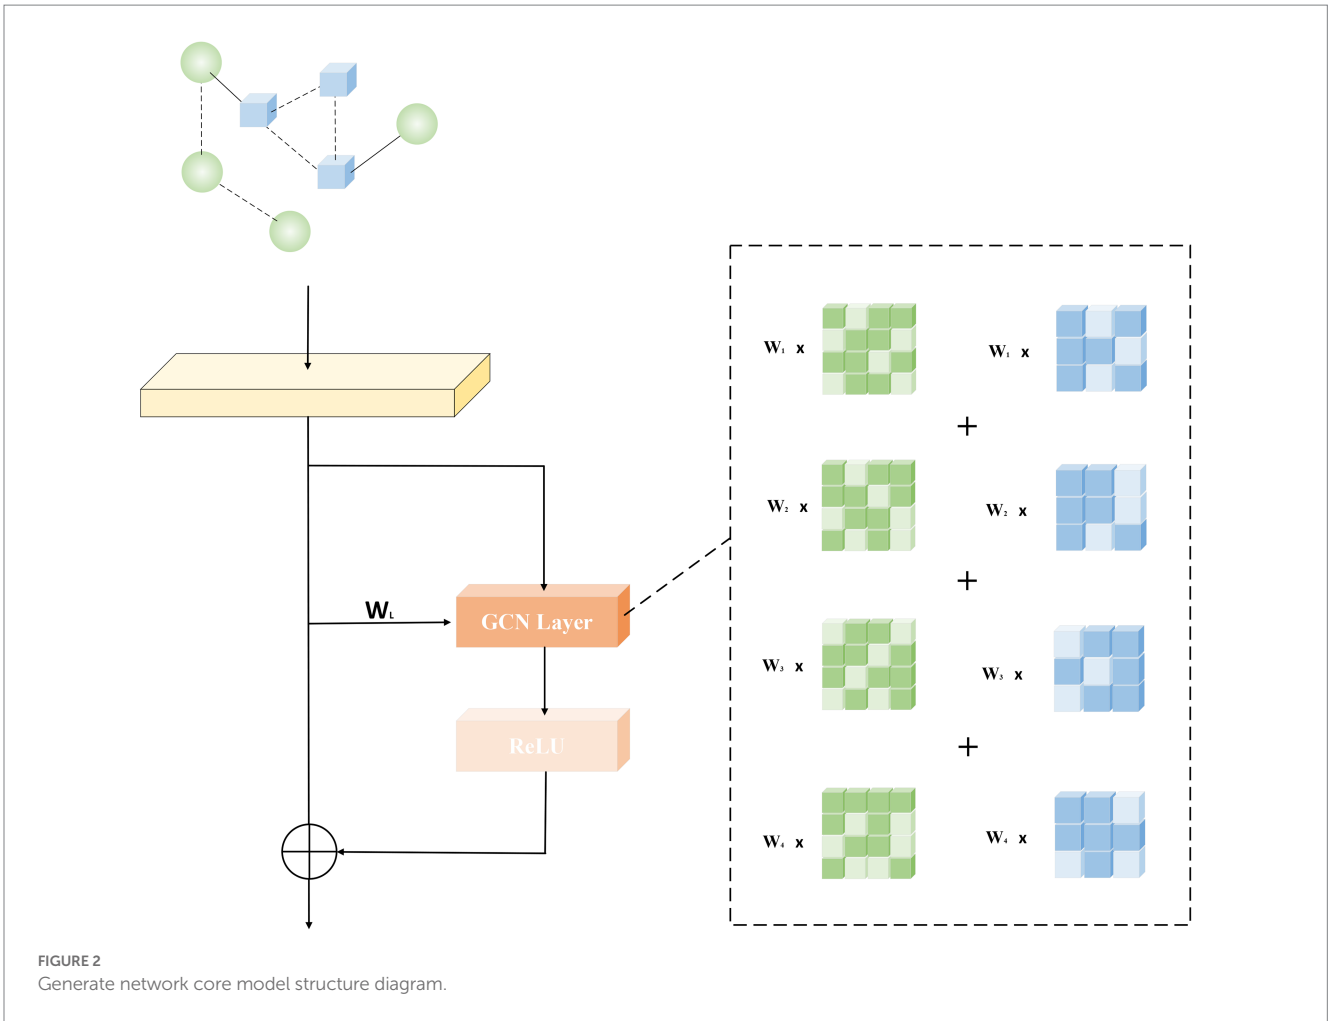 W₁ x
W₁ x
+
W₂ x
W₂ x
+
W_L
GCN Layer
W₃ x
W₃ x
ReLU
+
W₄ x
W₄ x
FIGURE 2
Generate network core model structure diagram.